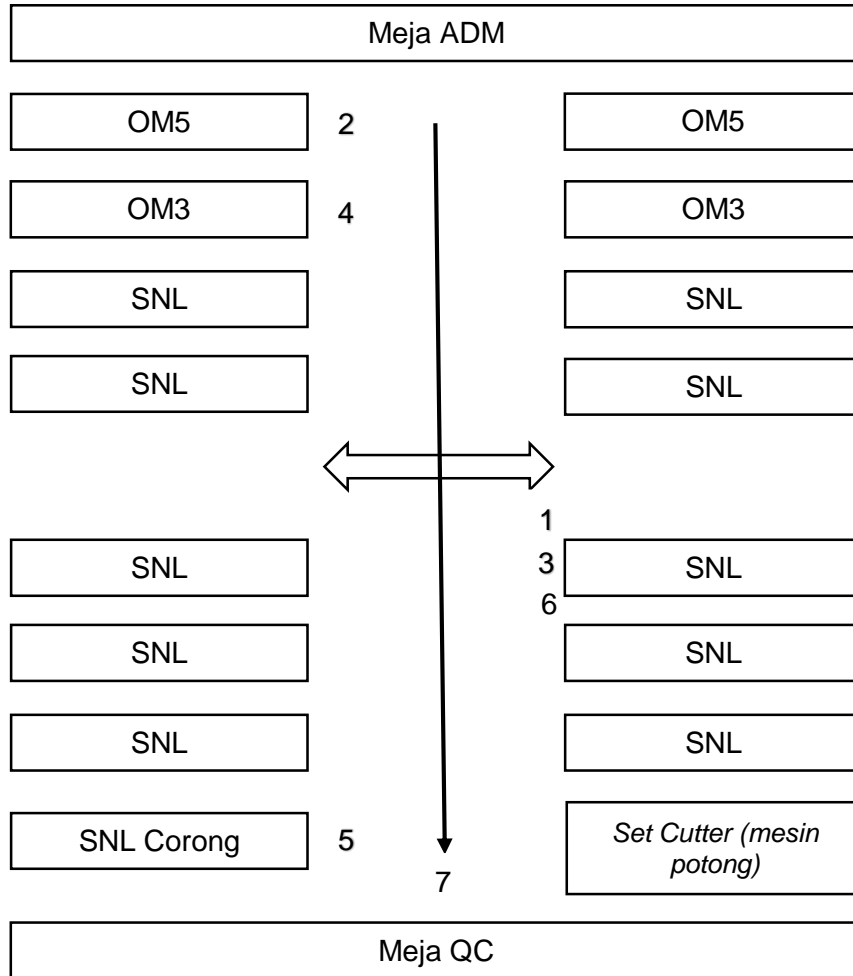 Meja ADM
OM5
2
OM5
OM3
4
OM3
SNL
SNL
SNL
SNL
1
SNL
3
SNL
6
SNL
SNL
SNL
SNL
SNL Corong
5
Set Cutter (mesin
potong)
7
Meja QC